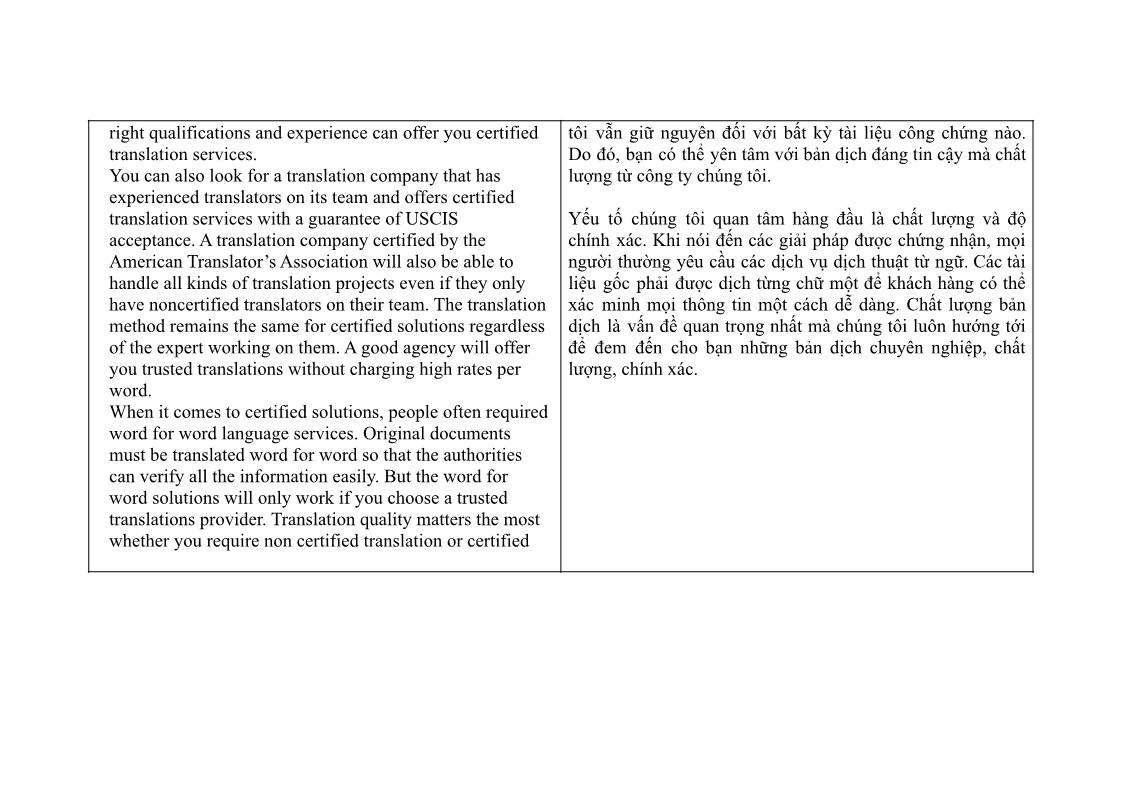 right qualifications and experience can offer you certified
translation services.
You can also look for a translation company that has
experienced translators on its team and offers certified
translation services with a guarantee of USCIS
acceptance. A translation company certified by the
American Translator’s Association will also be able to
handle all kinds of translation projects even if they only
have noncertified translators on their team. The translation
method remains the same for certified solutions regardless
of the expert working on them. A good agency will offer
you trusted translations without charging high rates per
word.
When it comes to certified solutions, people often required
word for word language services. Original documents
must be translated word for word so that the authorities
can verify all the information easily. But the word for
word solutions will only work if you choose a trusted
translations provider. Translation quality matters the most
whether you require non certified translation or certified
tôi vẫn giữ nguyên đối với bất kỳ tài liệu công chứng nào.
Do đó, bạn có thể yên tâm với bản dịch đáng tin cậy mà chất
lượng từ công ty chúng tôi.
Yếu tố chúng tôi quan tâm hàng đầu là chất lượng và độ
chính xác. Khi nói đến các giải pháp được chứng nhận, mọi
người thường yêu cầu các dịch vụ dịch thuật từ ngữ. Các tài
liệu gốc phải được dịch từng chữ một để khách hàng có thể
xác minh mọi thông tin một cách dễ dàng. Chất lượng bản
dịch là vấn đề quan trọng nhất mà chúng tôi luôn hướng tới
để đem đến cho bạn những bản dịch chuyên nghiệp, chất
lượng, chính xác.